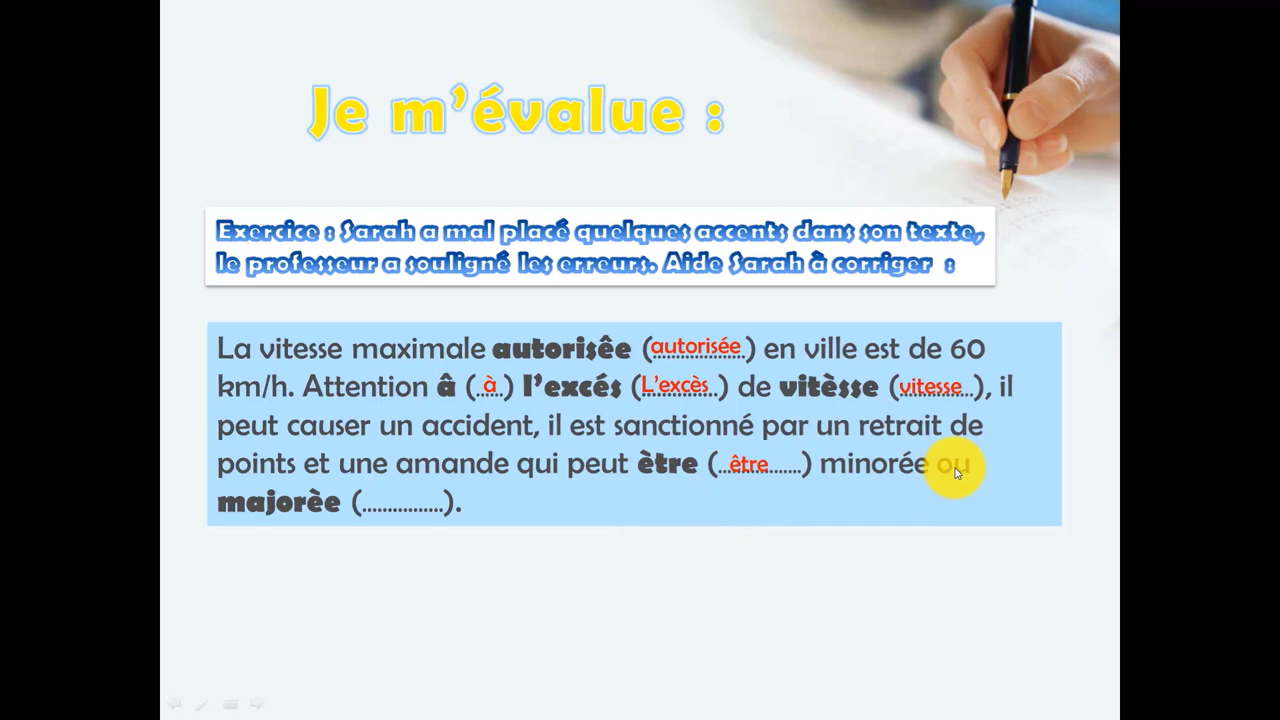 Je m'évalue :
Exercice : Sarah a mal placé quelques accents dans son texte,
le professeur a souligné les erreurs. Aide Sarah à corriger :
La vitesse maximale autorisêe (autorisée) en ville est de 60
km/h. Attention â (à) l'excés (L'excès) de vitèsse (vitesse), il
peut causer un accident, il est sanctionné par un retrait de
points et une amande qui peut ètre (être) minorée ou
majorèe (................).